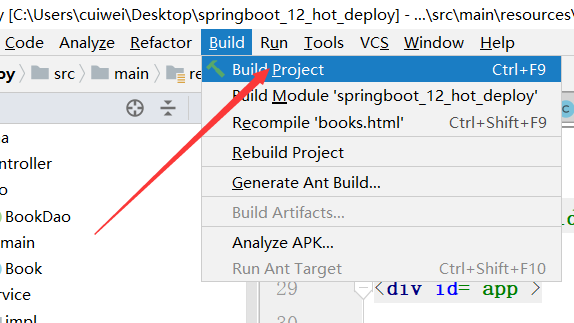 y [C:\Users\cuiwei\Desktop\springboot_12_hot_deploy] - ...\src\main\resources\
Code Analyze Refactor Build Run Tools VCS Window Help
oy src main re
Build Project Ctrl+F9
Build Module 'springboot_12_hot_deploy'
Recompile 'books.html' Ctrl+Shift+F9
Rebuild Project
Generate Ant Build...
Build Artifacts...
Analyze APK...
Run Ant Target Ctrl+Shift+F10
a
ntroller
o
BookDao
main
Book
rvice
impl
29 <div id= app >
30